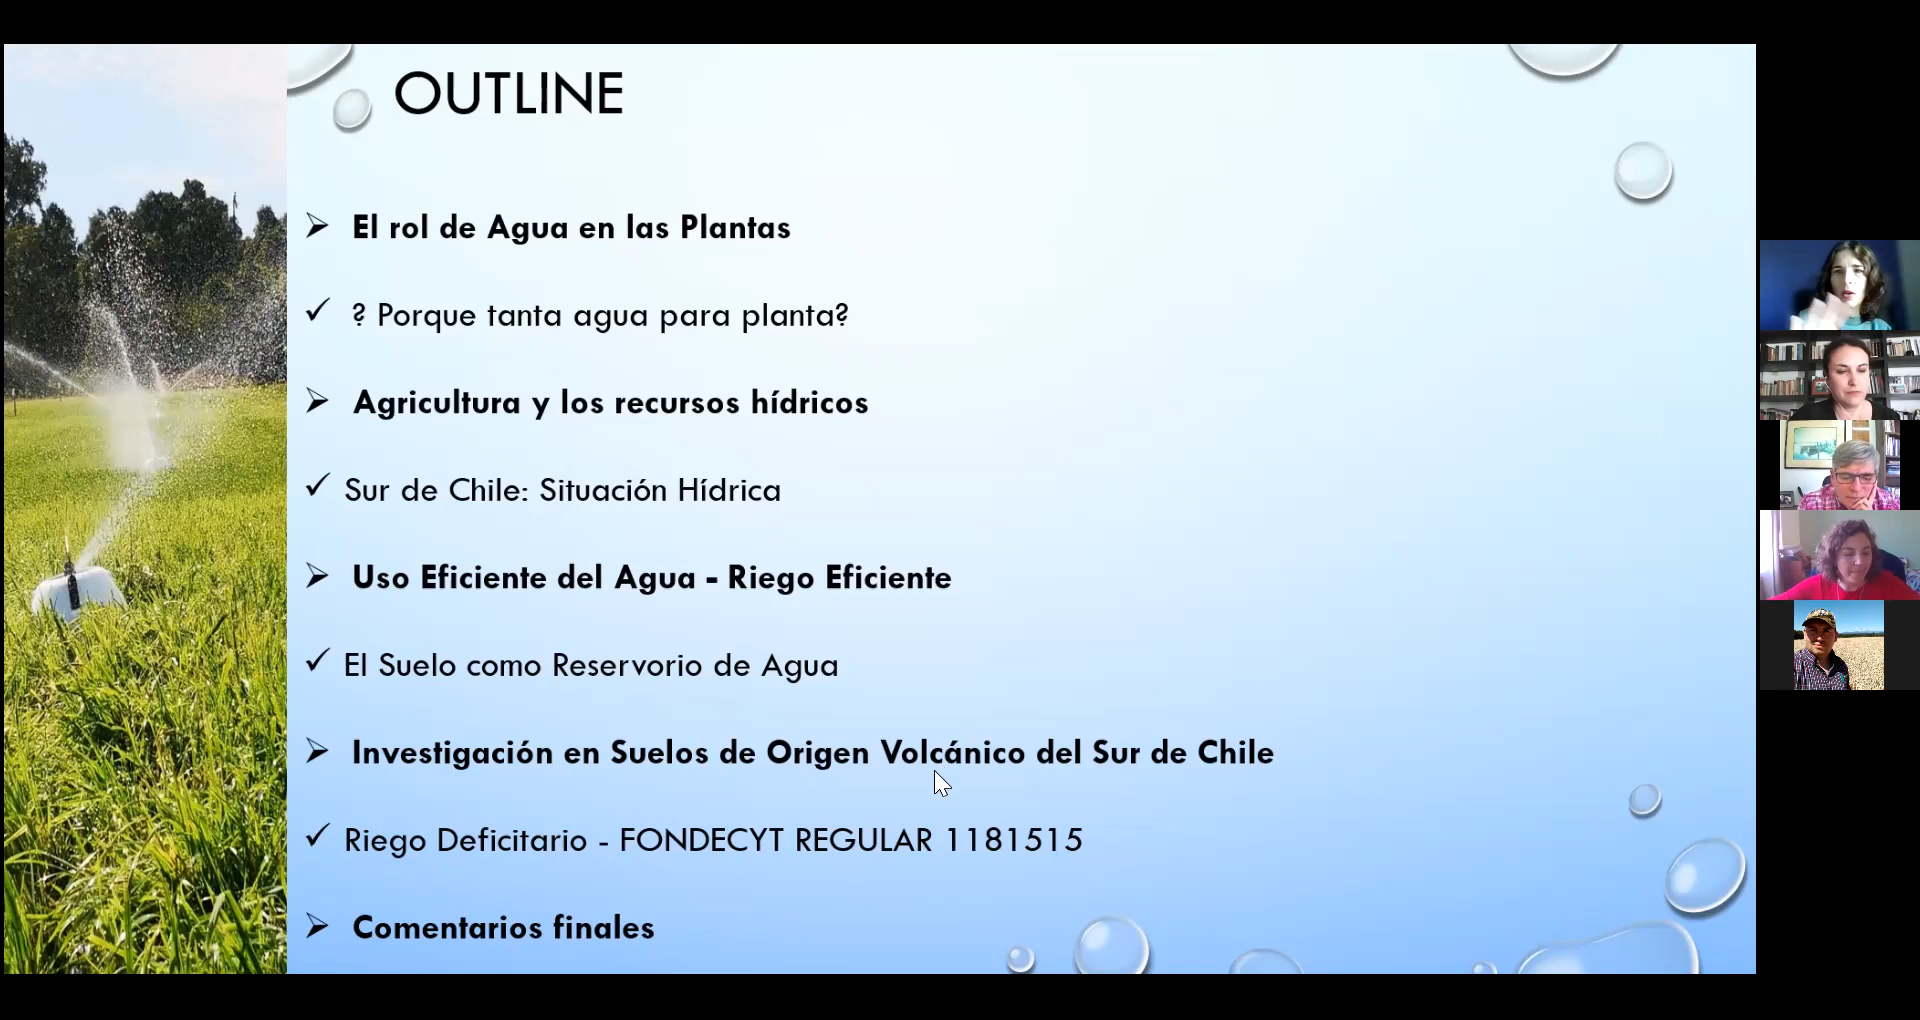 OUTLINE
El rol de Agua en las Plantas
? Porque tanta agua para planta?
Agricultura y los recursos hídricos
Sur de Chile: Situación Hídrica
Uso Eficiente del Agua - Riego Eficiente
El Suelo como Reservorio de Agua
Investigación en Suelos de Origen Volcánico del Sur de Chile
Riego Deficitario - FONDECYT REGULAR 1181515
Comentarios finales